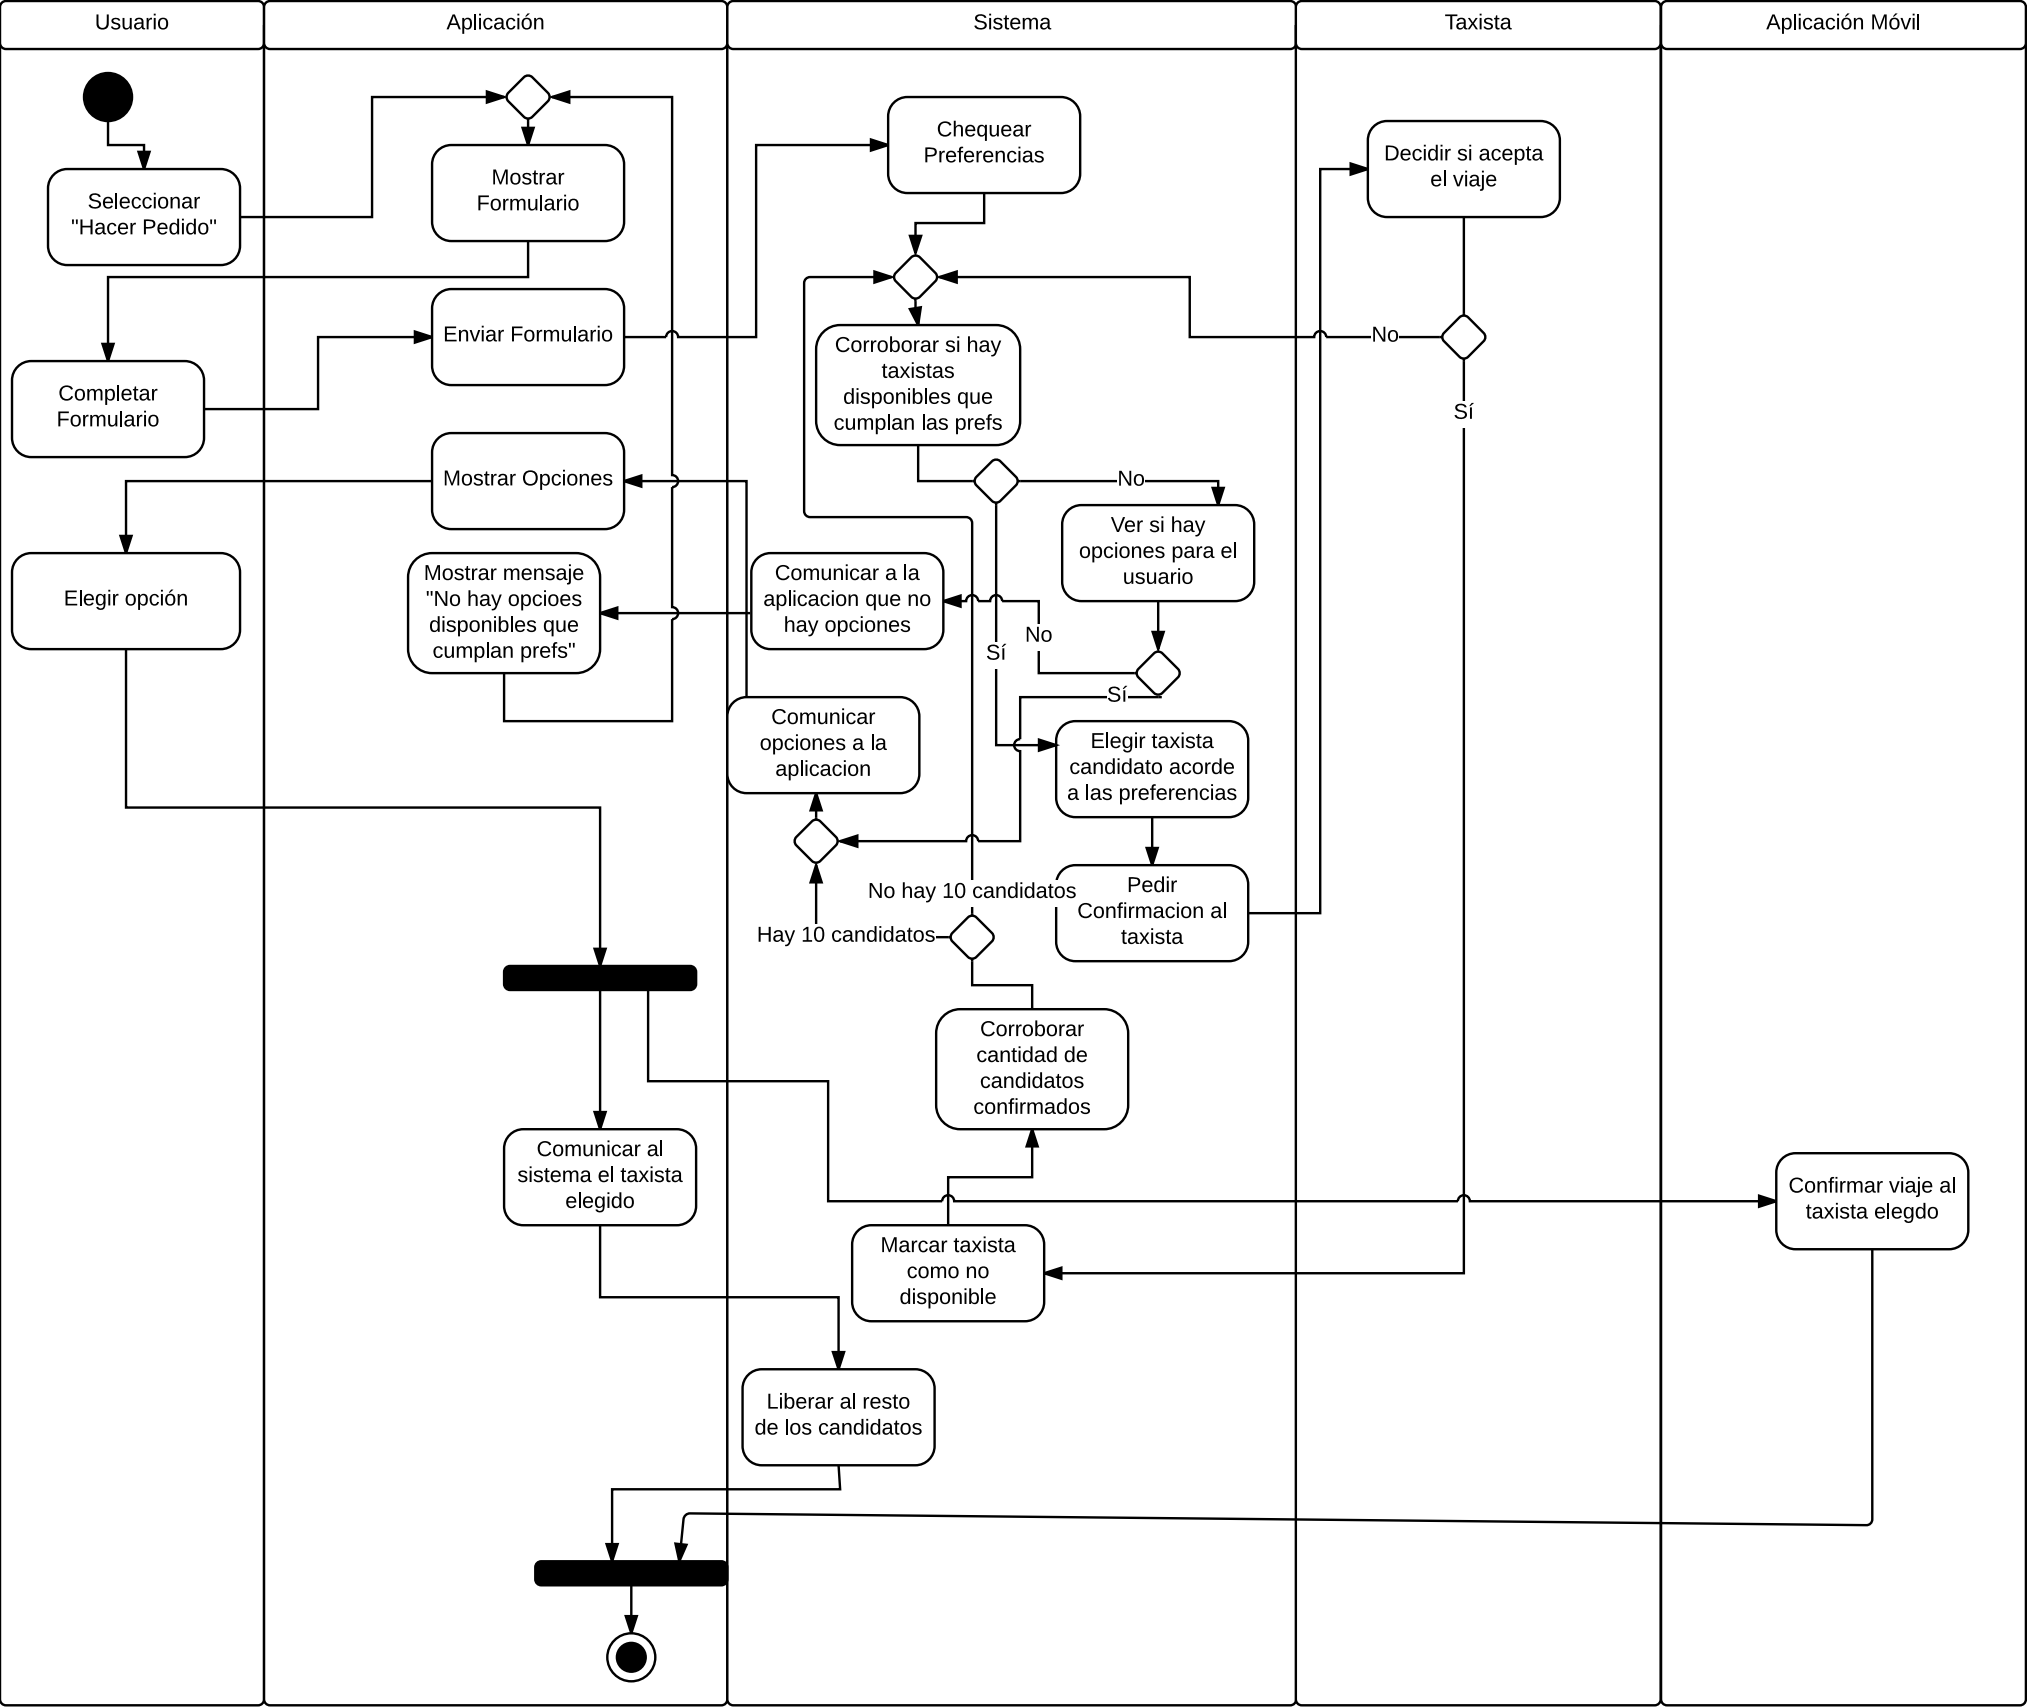 Usuario
Aplicación
Sistema
Taxista
Aplicación Móvil
Seleccionar
"Hacer Pedido"
Mostrar
Formulario
Chequear
Preferencias
Decidir si acepta
el viaje
Completar
Formulario
Enviar Formulario
Corroborar si hay
taxistas
disponibles que
cumplan las prefs
No
Sí
Mostrar Opciones
No
Ver si hay
opciones para el
usuario
Elegir opción
Mostrar mensaje
"No hay opcioes
disponibles que
cumplan prefs"
Comunicar a la
aplicacion que no
hay opciones
Sí
No
Sí
Comunicar
opciones a la
aplicacion
Elegir taxista
candidato acorde
a las preferencias
No hay 10 candidatos
Hay 10 candidatos
Pedir
Confirmacion al
taxista
Corroborar
cantidad de
candidatos
confirmados
Comunicar al
sistema el taxista
elegido
Confirmar viaje al
taxista elegdo
Marcar taxista
como no
disponible
Liberar al resto
de los candidatos